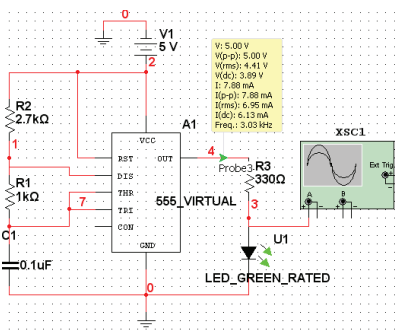 0
V1
5 V
2
V: 5.00 V
V(p-p): 5.00 V
V(rms): 4.41 V
V(dc): 3.89 V
I: 7.88 mA
I(p-p): 7.88 mA
I(rms): 6.95 mA
I(dc): 6.13 mA
Freq.: 3.03 kHz
R2
2.7kΩ
A1
XSC1
VCC
1
RST
OUT
4
Probe3
R3
330Ω
Ext Trig
DIS
R1
1kΩ
THR
7
TRI
555_VIRTUAL
A
B
3
CON
C1
GND
U1
0.1uF
LED_GREEN_RATED
0